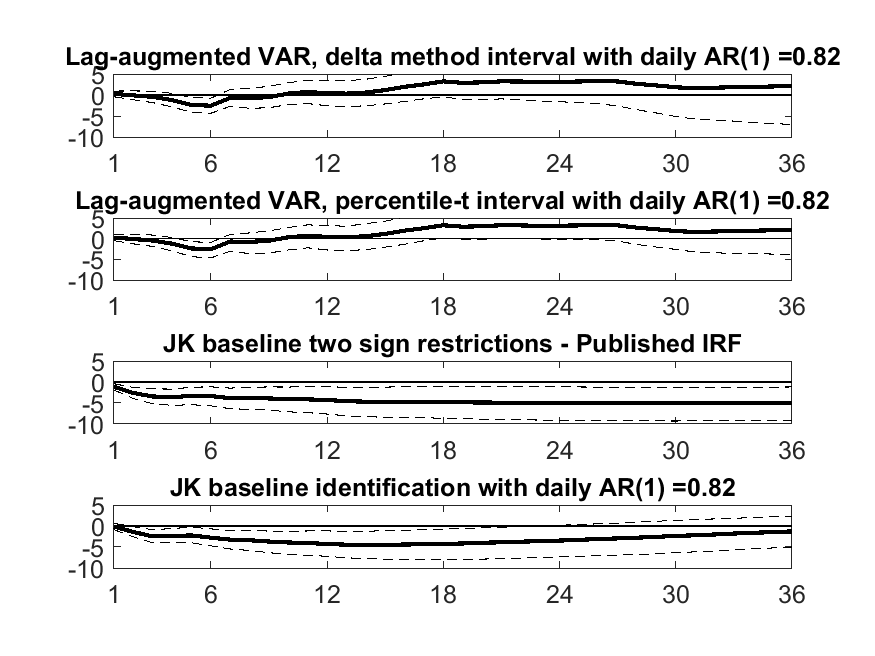 Lag-augmented VAR, delta method interval with daily AR(1) =0.82
5
0
-5
-10
1 6 12 18 24 30 36
Lag-augmented VAR, percentile-t interval with daily AR(1) =0.82
5
0
-5
-10
1 6 12 18 24 30 36
JK baseline two sign restrictions - Published IRF
5
0
-5
-10
1 6 12 18 24 30 36
JK baseline identification with daily AR(1) =0.82
5
0
-5
-10
1 6 12 18 24 30 36